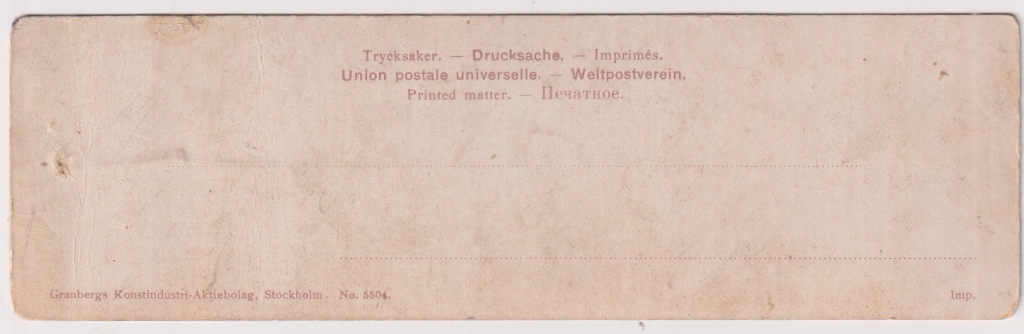 Trycksaker. — Drucksache. — Imprimés.
Union postale universelle. — Weltpostverein.
Printed matter. — Печатное.
Granbergs Konstindustri-Aktiebolag, Stockholm. No. 5504. Imp.